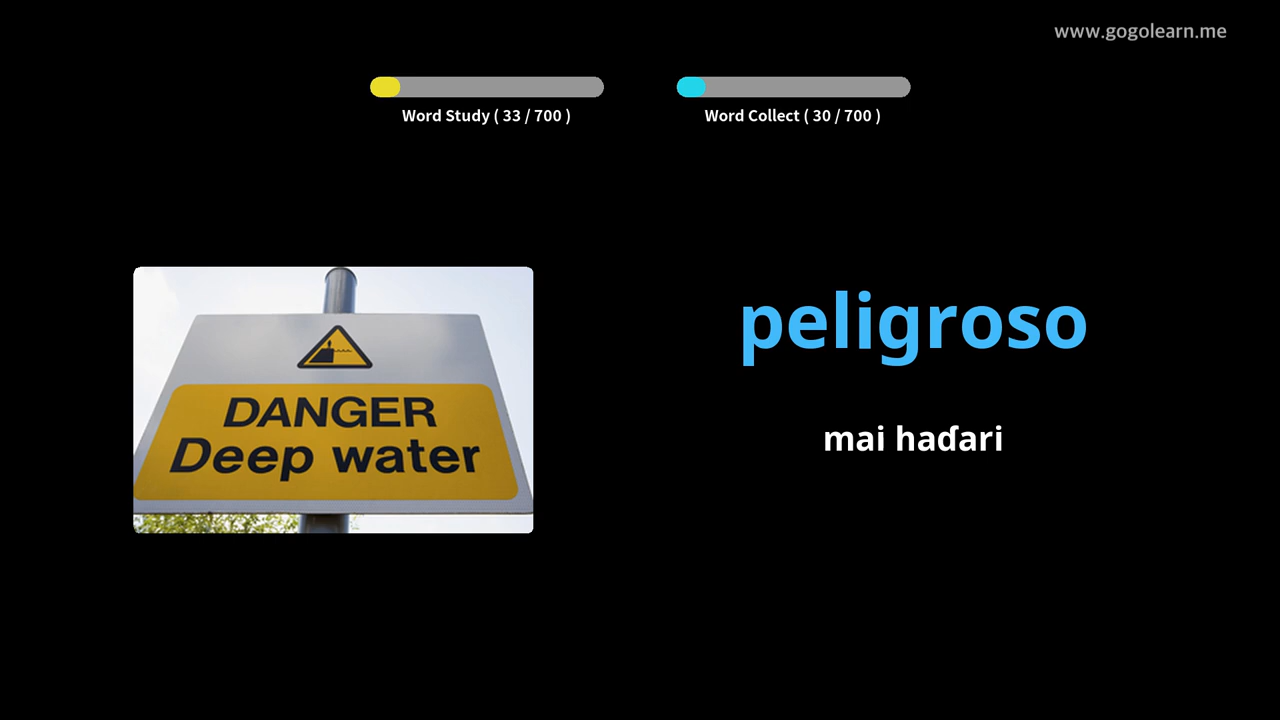 www.gogolearn.me
Word Study ( 33 / 700 )
Word Collect ( 30 / 700 )
DANGER
Deep water
peligroso
mai haɗari